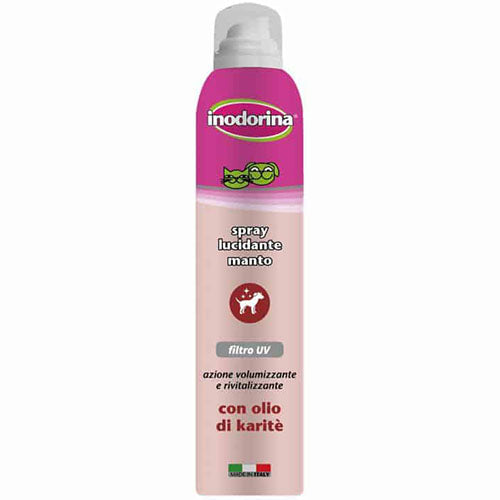 inodorina®
spray
lucidante
manto
filtro UV
azione volumizzante
e rivitalizzante
con olio
di karitè
MADE IN ITALY